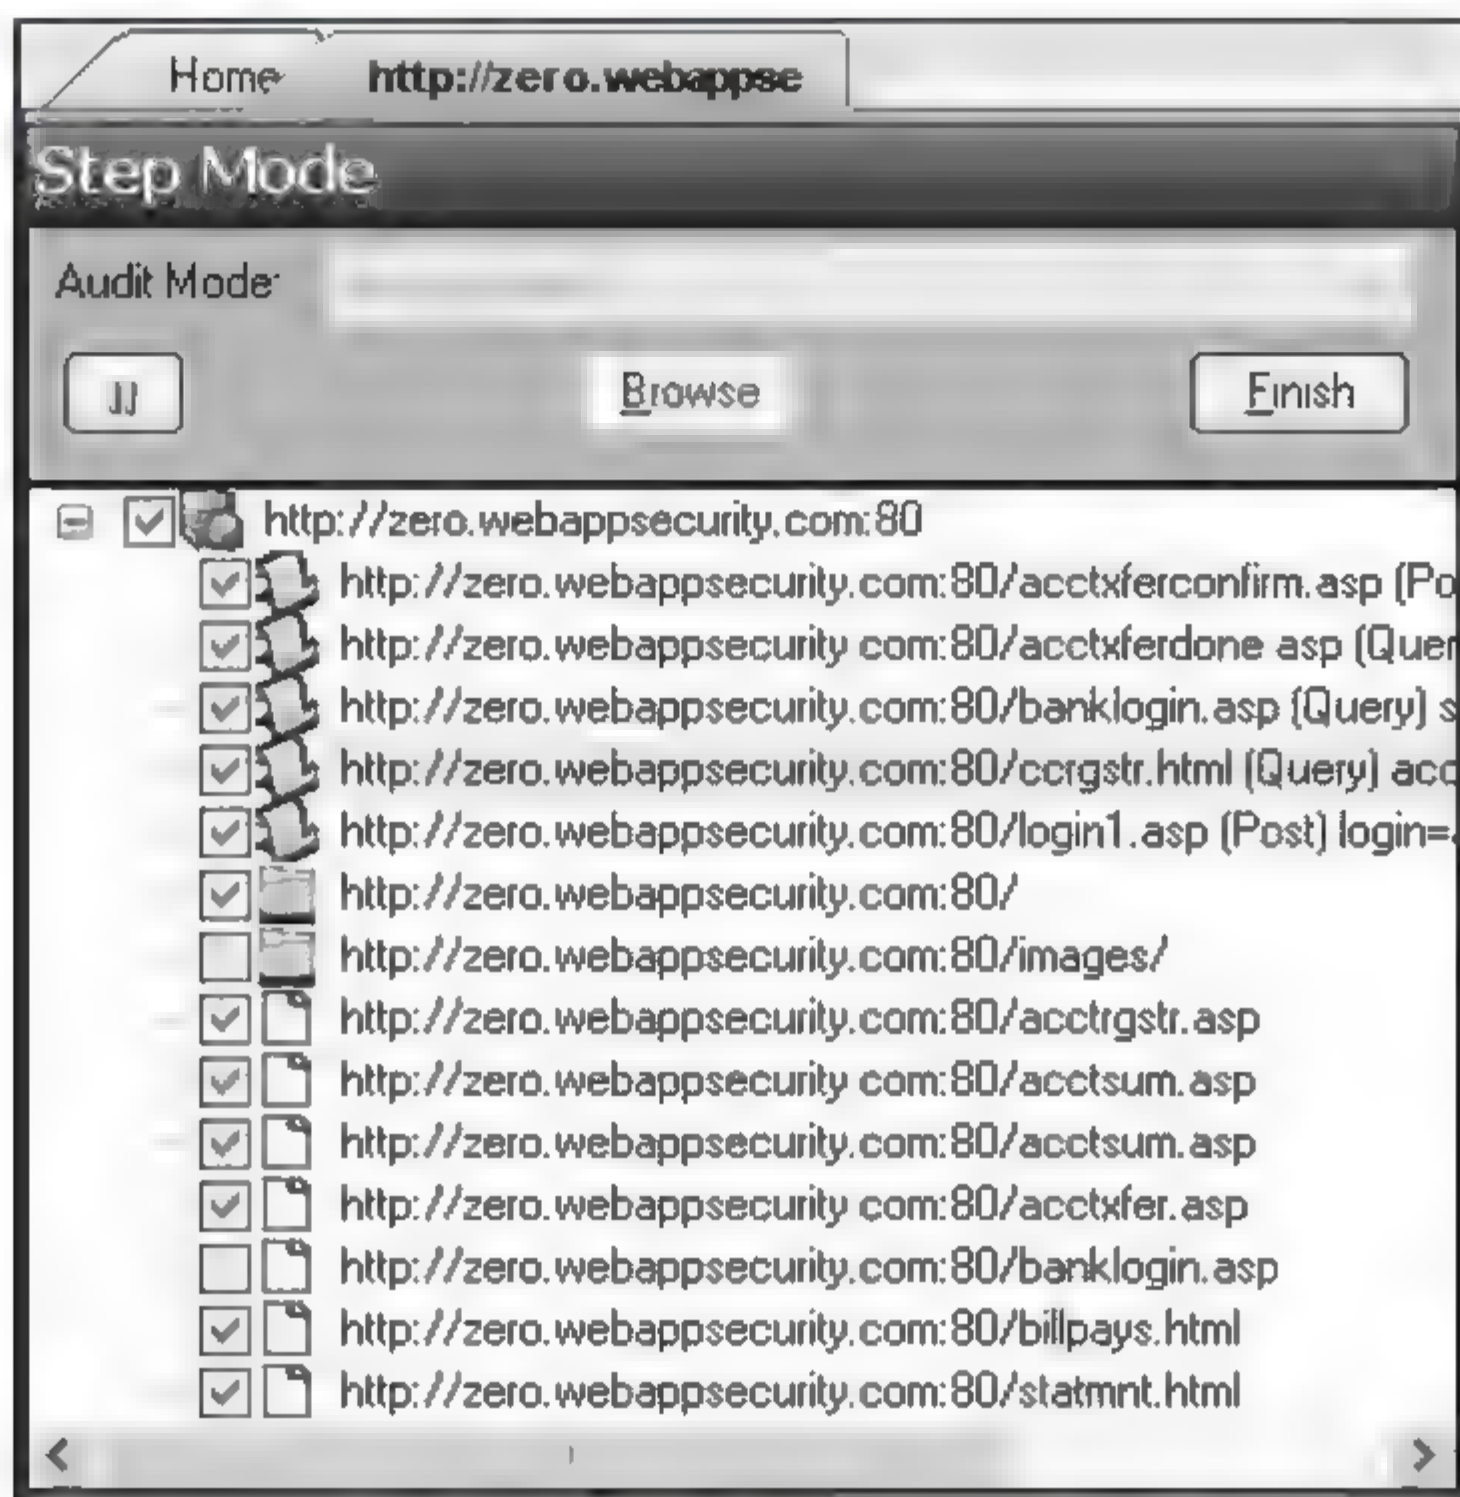 Home http://zero.webappse
Step Mode
Audit Mode:
Browse Finish
http://zero.webappsecurity.com:80
http://zero.webappsecurity.com:80/acctxferconfirm.asp (Po
http://zero.webappsecurity.com:80/acctxferdone.asp (Quer
http://zero.webappsecurity.com:80/banklogin.asp (Query) s
http://zero.webappsecurity.com:80/ccrgstr.html (Query) acc
http://zero.webappsecurity.com:80/login1.asp (Post) login=
http://zero.webappsecurity.com:80/
http://zero.webappsecurity.com:80/images/
http://zero.webappsecurity.com:80/acctrgstr.asp
http://zero.webappsecurity.com:80/acctsum.asp
http://zero.webappsecurity.com:80/acctsum.asp
http://zero.webappsecurity.com:80/acctxfer.asp
http://zero.webappsecurity.com:80/banklogin.asp
http://zero.webappsecurity.com:80/billpays.html
http://zero.webappsecurity.com:80/statmnt.html